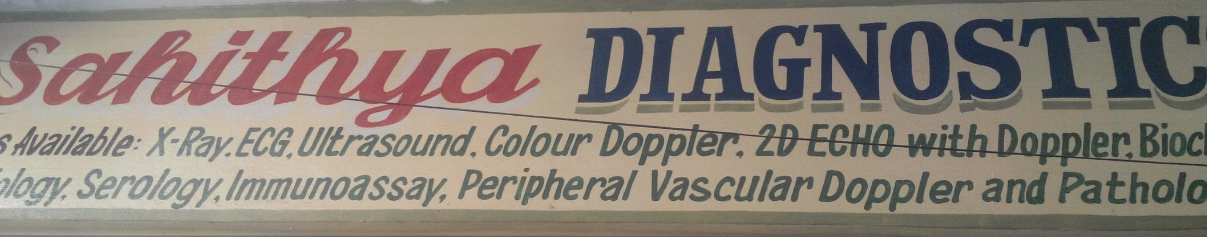 Sahithya DIAGNOSTIC
Available: X-Ray. ECG. Ultrasound. Colour Doppler. 2D ECHO with Doppler. Bioc
ology. Serology. Immunoassay. Peripheral Vascular Doppler and Patholo